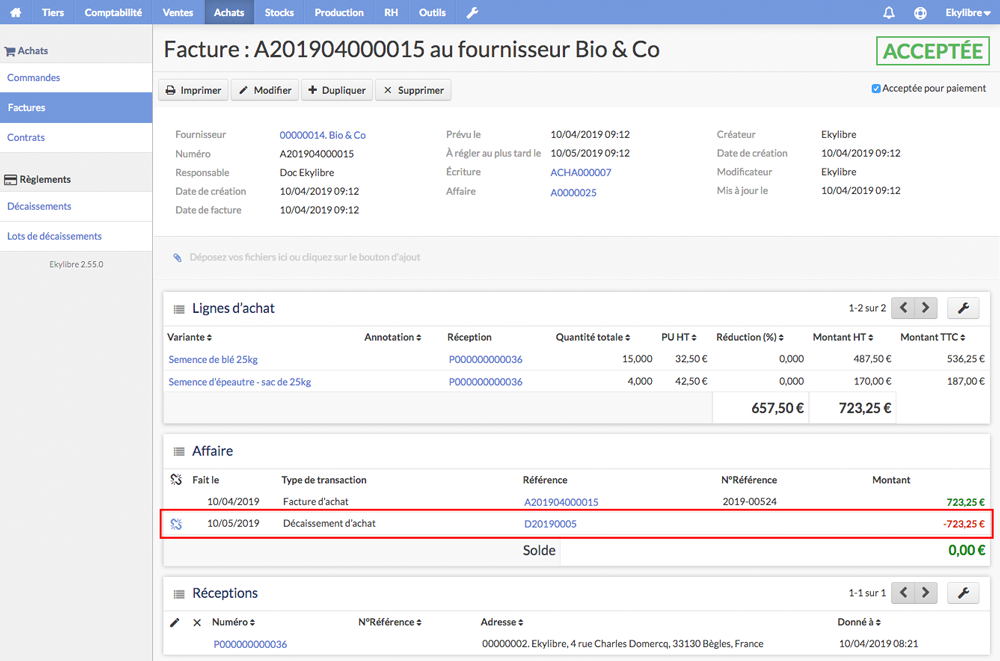 Tiers Comptabilité Ventes Achats Stocks Production RH Outils Ekylibre
Achats
Commandes
Factures
Contrats
Règlements
Décaissements
Lots de décaissements
Ekylibre 2.55.0
Facture : A201904000015 au fournisseur Bio & Co
ACCEPTÉE
Imprimer Modifier Dupliquer Supprimer
Acceptée pour paiement
Fournisseur 00000014. Bio & Co
Numéro A201904000015
Responsable Doc Ekylibre
Date de création 10/04/2019 09:12
Date de facture 10/04/2019 09:12
Prévu le 10/04/2019 09:12
À régler au plus tard le 10/05/2019 09:12
Écriture ACHA000007
Affaire A0000025
Créateur Ekylibre
Date de création 10/04/2019 09:12
Modificateur Ekylibre
Mis à jour le 10/04/2019 09:12
Déposez vos fichiers ici ou cliquez sur le bouton d'ajout
Lignes d'achat 1-2 sur 2
Variante Annotation Réception Quantité totale PU HT Réduction (%) Montant HT Montant TTC
Semence de blé 25kg P000000000036 15,000 32,50 € 0,000 487,50 € 536,25 €
Semence d'épeautre - sac de 25kg P000000000036 4,000 42,50 € 0,000 170,00 € 187,00 €
657,50 € 723,25 €
Affaire
Fait le Type de transaction Référence N°Référence Montant
10/04/2019 Facture d'achat A201904000015 2019-00524 723,25 €
10/05/2019 Décaissement d'achat D20190005 -723,25 €
Solde 0,00 €
Réceptions 1-1 sur 1
Numéro N°Référence Adresse Donné à
P000000000036 00000002. Ekylibre, 4 rue Charles Domercq, 33130 Bègles, France 10/04/2019 08:21